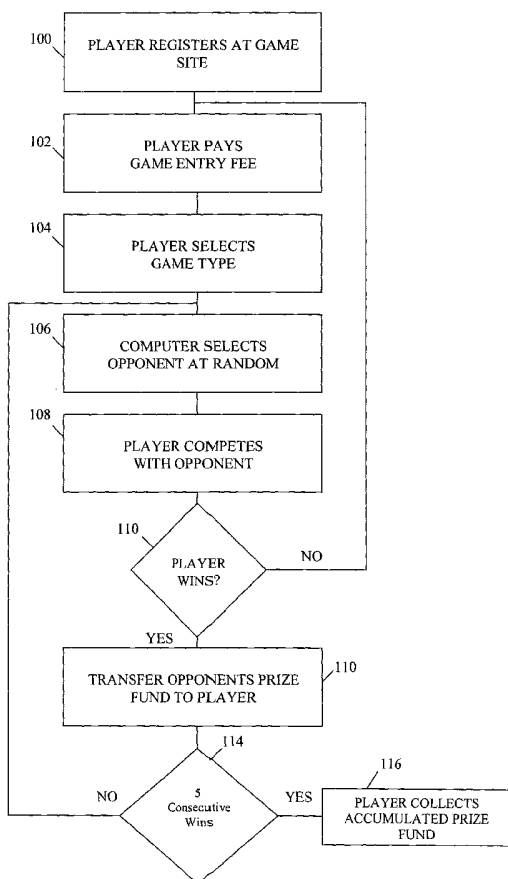 100
PLAYER REGISTERS AT GAME
SITE
102
PLAYER PAYS
GAME ENTRY FEE
104
PLAYER SELECTS
GAME TYPE
106
COMPUTER SELECTS
OPPONENT AT RANDOM
108
PLAYER COMPETES
WITH OPPONENT
110
PLAYER
WINS?
NO
YES
TRANSFER OPPONENTS PRIZE
FUND TO PLAYER
110
114
NO
5
Consecutive
Wins
YES
116
PLAYER COLLECTS
ACCUMULATED PRIZE
FUND